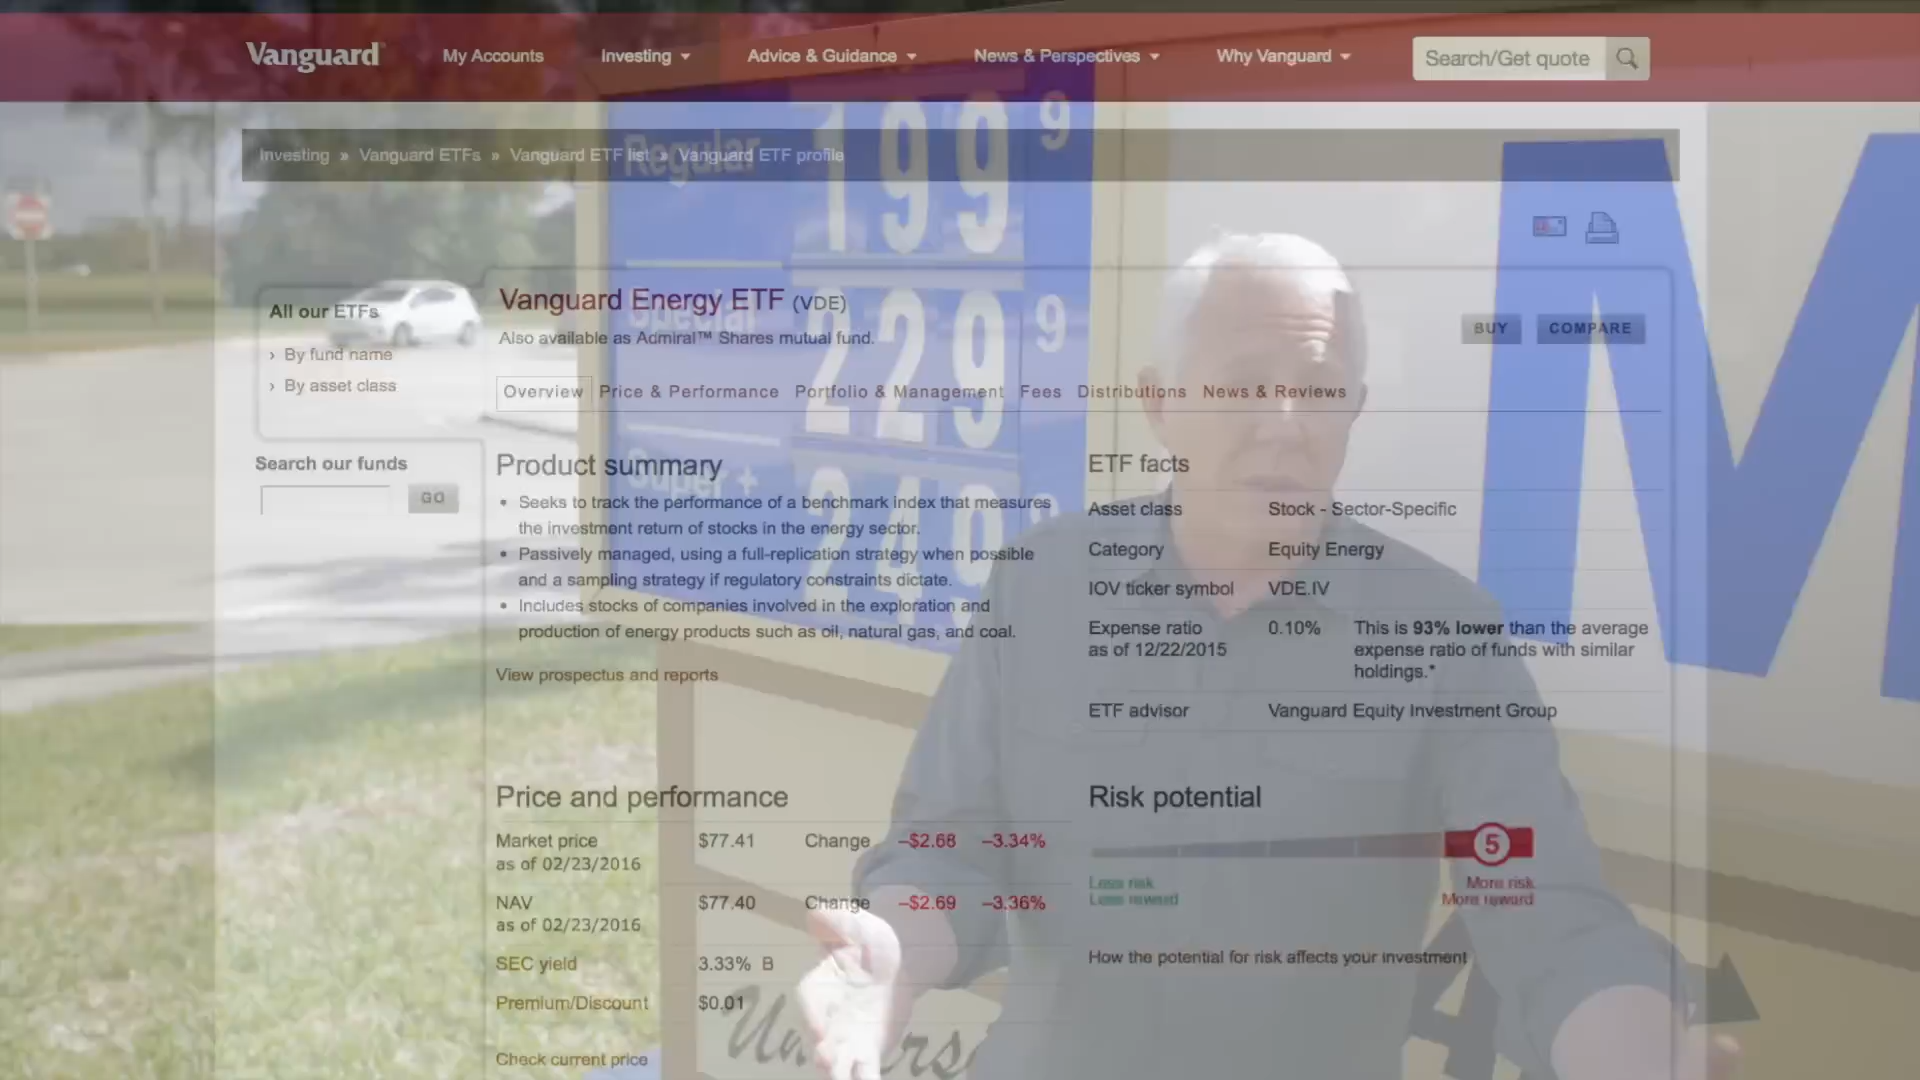 Vanguard
My Accounts
Investing
Advice & Guidance
News & Perspectives
Why Vanguard
Search/Get quote
Investing » Vanguard ETFs » Vanguard ETF list » Vanguard ETF profile
Regular
199 9
All our ETFs
› By fund name
› By asset class
Search our funds
GO
Vanguard Energy ETF (VDE)
Also available as Admiral™ Shares mutual fund.
BUY
COMPARE
Special
229 9
Overview
Price & Performance
Portfolio & Management
Fees
Distributions
News & Reviews
Super +
249 9
M
Product summary
• Seeks to track the performance of a benchmark index that measures
the investment return of stocks in the energy sector.
• Passively managed, using a full-replication strategy when possible
and a sampling strategy if regulatory constraints dictate.
• Includes stocks of companies involved in the exploration and
production of energy products such as oil, natural gas, and coal.
View prospectus and reports
ETF facts
Asset class Stock - Sector-Specific
Category Equity Energy
IOV ticker symbol VDE.IV
Expense ratio 0.10% This is 93% lower than the average
as of 12/22/2015 expense ratio of funds with similar
holdings.*
ETF advisor Vanguard Equity Investment Group
Price and performance
Market price $77.41 Change –$2.68 –3.34%
as of 02/23/2016
NAV $77.40 Change –$2.69 –3.36%
as of 02/23/2016
SEC yield 3.33% B
Premium/Discount $0.01
Check current price
Risk potential
5
Less risk
Less reward
More risk
More reward
How the potential for risk affects your investment